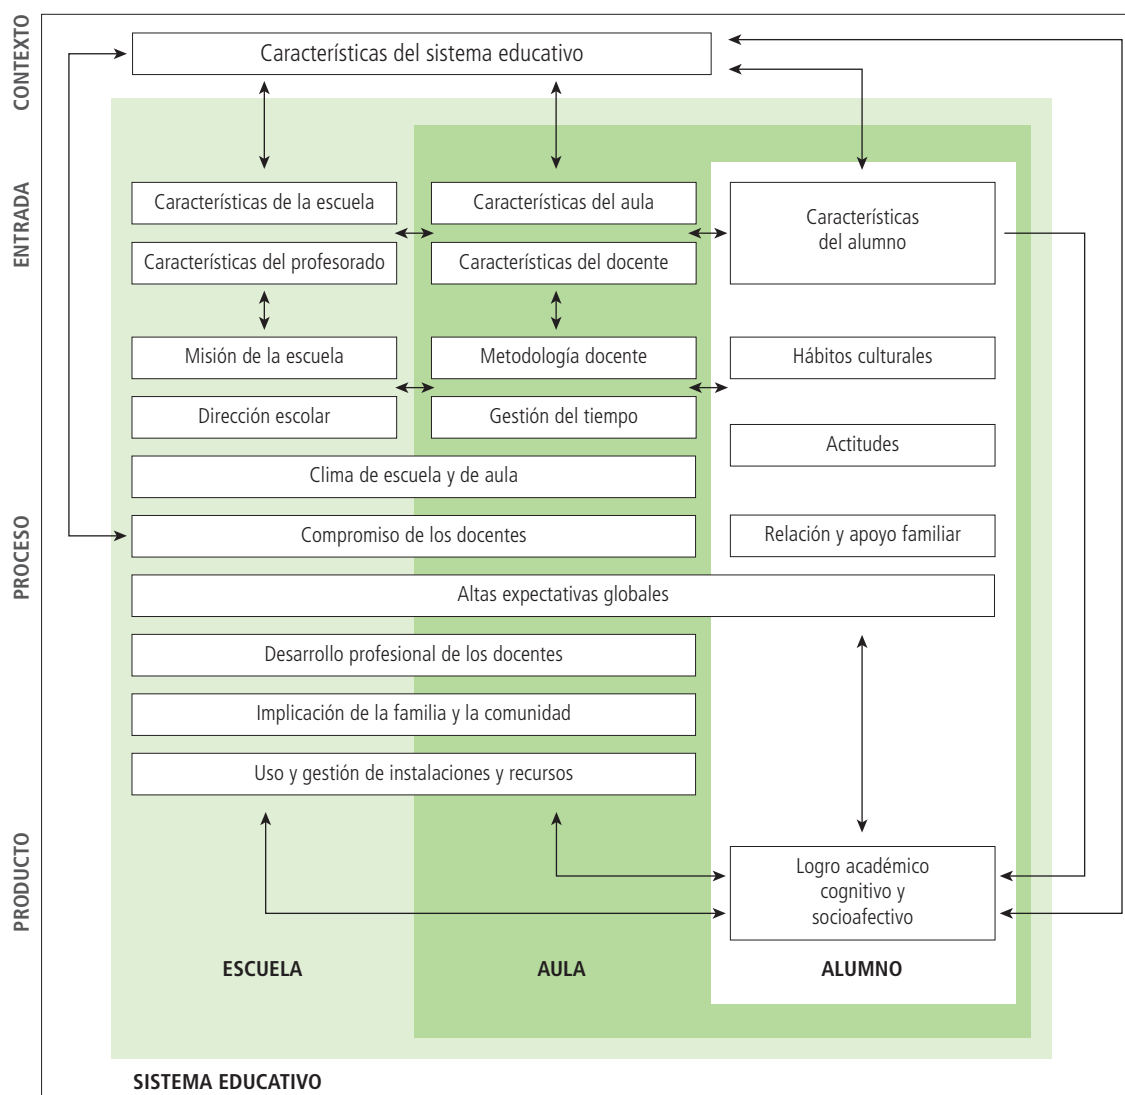 CONTEXTO
Características del sistema educativo
ENTRADA
Características de la escuela
Características del aula
Características
del alumno
Características del profesorado
Características del docente
PROCESO
Misión de la escuela
Metodología docente
Hábitos culturales
Dirección escolar
Gestión del tiempo
Actitudes
Clima de escuela y de aula
Compromiso de los docentes
Relación y apoyo familiar
Altas expectativas globales
Desarrollo profesional de los docentes
Implicación de la familia y la comunidad
Uso y gestión de instalaciones y recursos
PRODUCTO
Logro académico
cognitivo y
socioafectivo
ESCUELA
AULA
ALUMNO
SISTEMA EDUCATIVO